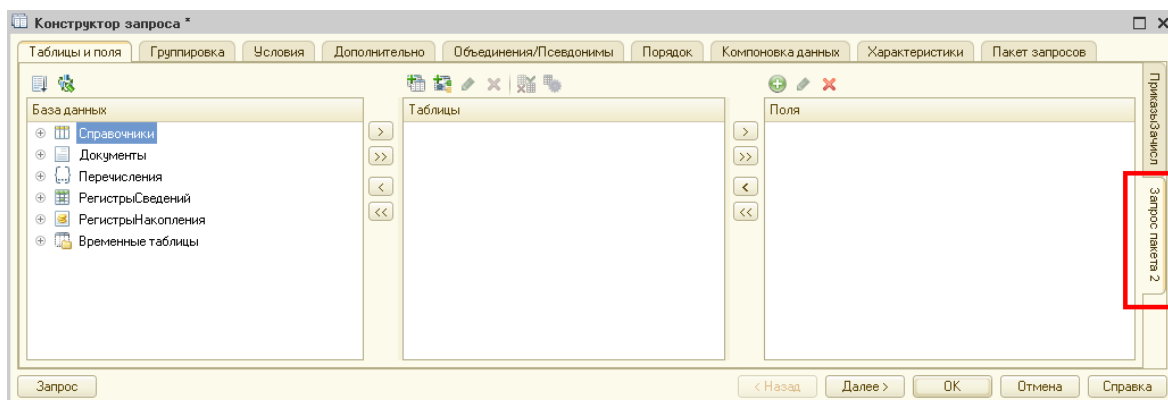 Конструктор запроса *
Таблицы и поля Группировка Условия Дополнительно Объединения/Псевдонимы Порядок Компоновка данных Характеристики Пакет запросов
База данных Таблицы Поля
Справочники
Документы
Перечисления
РегистрыСведений
РегистрыНакопления
Временные таблицы
> >> < <<
> >> < <<
ПриказыЗачисл
Запрос пакета 2
Запрос < Назад Далее > OK Отмена Справка